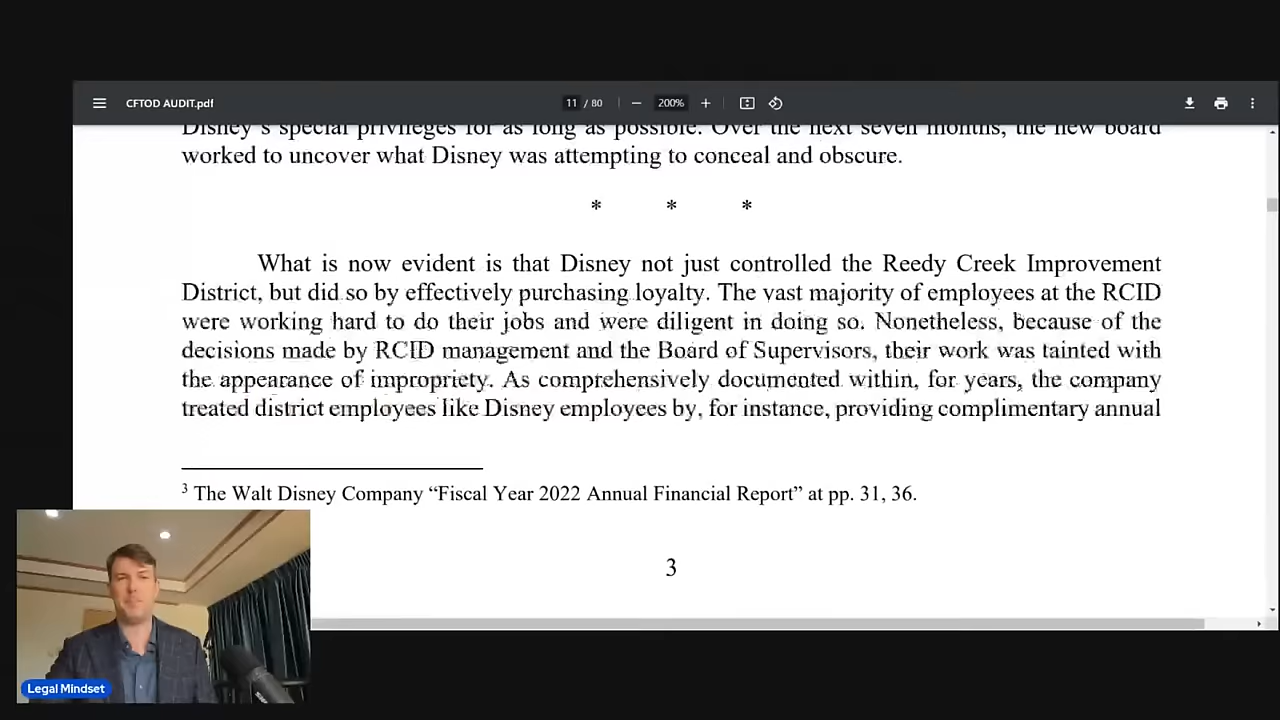 CFTOD AUDIT.pdf
11 / 80
200%
Disney's special privileges for as long as possible. Over the next seven months, the new board
worked to uncover what Disney was attempting to conceal and obscure.
* * *
What is now evident is that Disney not just controlled the Reedy Creek Improvement
District, but did so by effectively purchasing loyalty. The vast majority of employees at the RCID
were working hard to do their jobs and were diligent in doing so. Nonetheless, because of the
decisions made by RCID management and the Board of Supervisors, their work was tainted with
the appearance of impropriety. As comprehensively documented within, for years, the company
treated district employees like Disney employees by, for instance, providing complimentary annual
3 The Walt Disney Company “Fiscal Year 2022 Annual Financial Report” at pp. 31, 36.
3
Legal Mindset